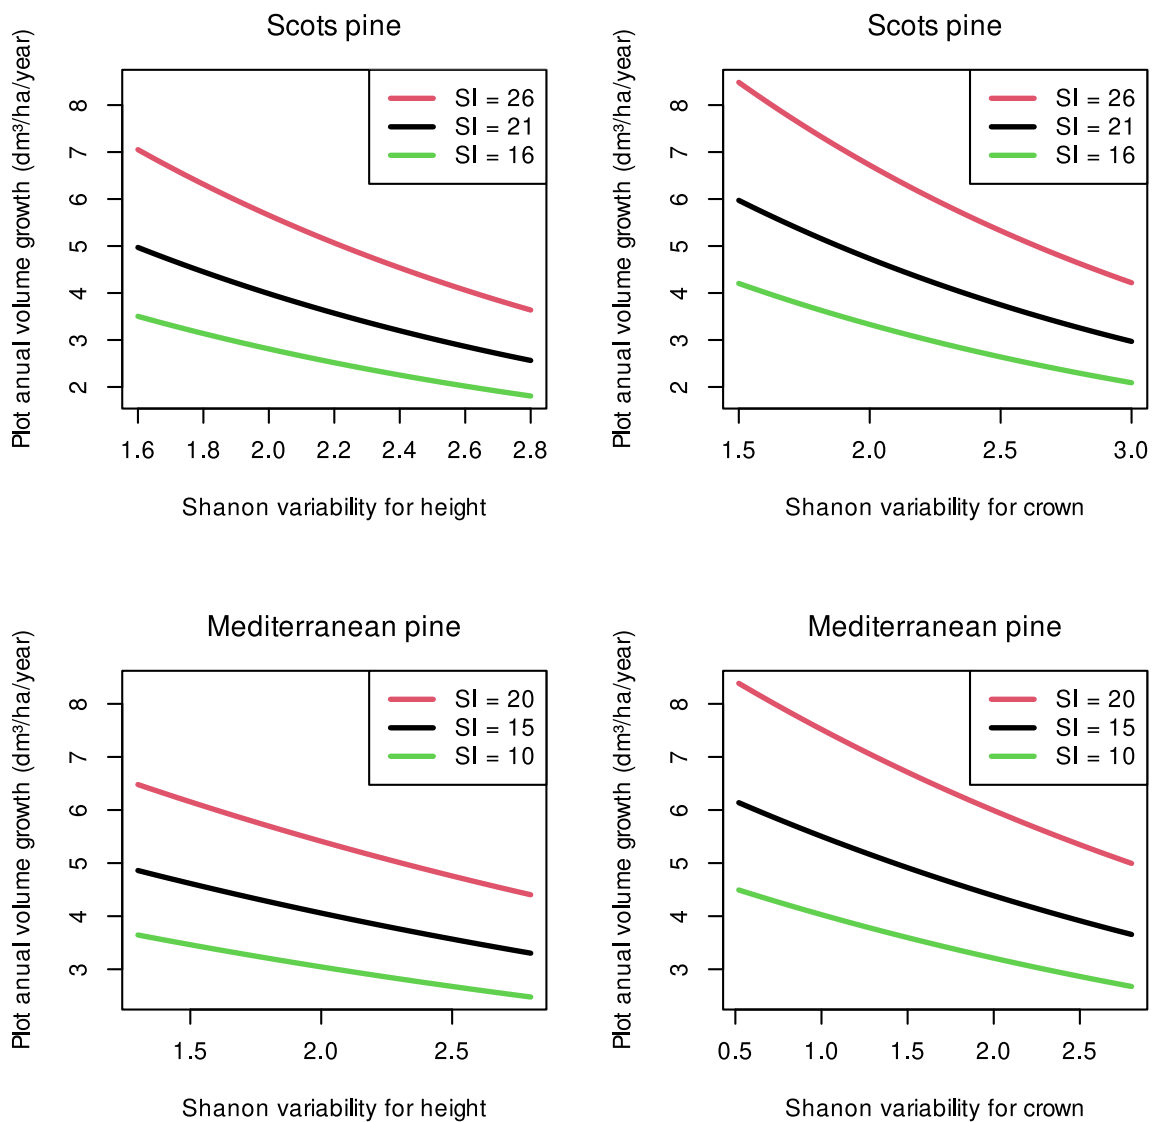 Scots pine
Plot anual volume growth (dm³/ha/year)
8
7
6
5
4
3
2
SI = 26
SI = 21
SI = 16
1.6 1.8 2.0 2.2 2.4 2.6 2.8
Shanon variability for height
Scots pine
Plot anual volume growth (dm³/ha/year)
8
7
6
5
4
3
2
SI = 26
SI = 21
SI = 16
1.5 2.0 2.5 3.0
Shanon variability for crown
Mediterranean pine
Plot anual volume growth (dm³/ha/year)
8
7
6
5
4
3
SI = 20
SI = 15
SI = 10
1.5 2.0 2.5
Shanon variability for height
Mediterranean pine
Plot anual volume growth (dm³/ha/year)
8
7
6
5
4
3
SI = 20
SI = 15
SI = 10
0.5 1.0 1.5 2.0 2.5
Shanon variability for crown